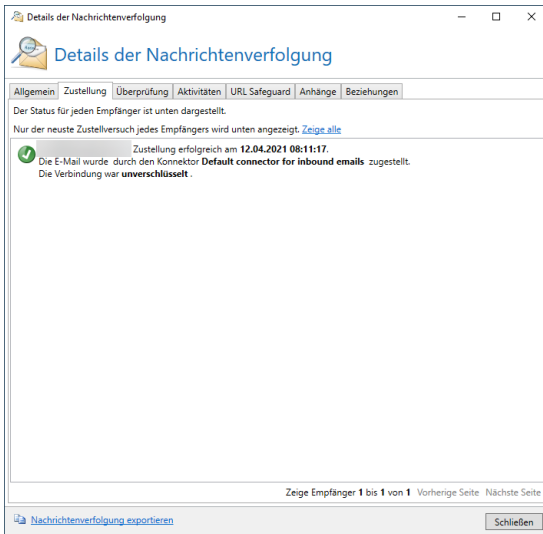 Details der Nachrichtenverfolgung
Details der Nachrichtenverfolgung
Allgemein Zustellung Überprüfung Aktivitäten URL Safeguard Anhänge Beziehungen
Der Status für jeden Empfänger ist unten dargestellt.
Nur der neuste Zustellversuch jedes Empfängers wird unten angezeigt. Zeige alle
Zustellung erfolgreich am 12.04.2021 08:11:17.
Die E-Mail wurde durch den Konnektor Default connector for inbound emails zugestellt.
Die Verbindung war unverschlüsselt .
Zeige Empfänger 1 bis 1 von 1 Vorherige Seite Nächste Seite
Nachrichtenverfolgung exportieren
Schließen